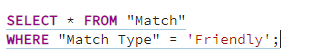 SELECT * FROM "Match"
WHERE "Match Type" = 'Friendly';